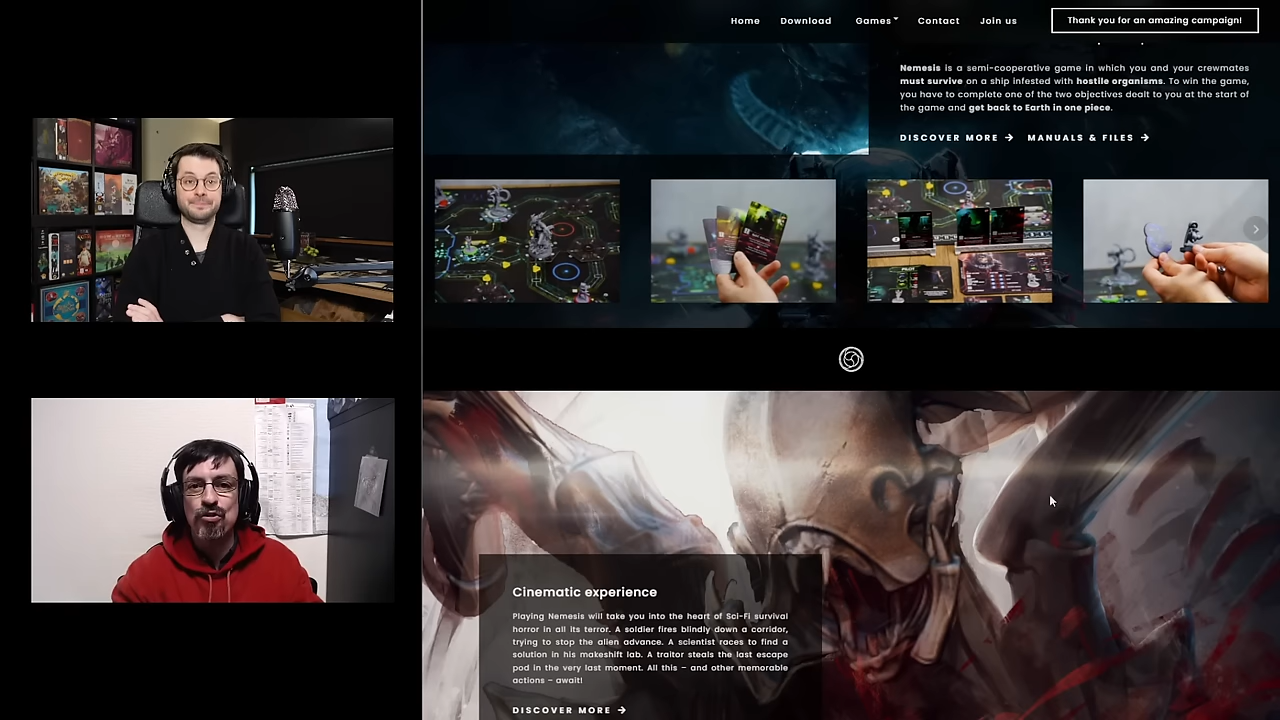 Home
Download
Games
Contact
Join us
Thank you for an amazing campaign!
Nemesis is a semi-cooperative game in which you and your crewmates
must survive on a ship infested with hostile organisms. To win the game,
you have to complete one of the two objectives dealt to you at the start of
the game and get back to Earth in one piece.
DISCOVER MORE →
MANUALS & FILES →
Cinematic experience
Playing Nemesis will take you into the heart of Sci-Fi survival
horror in all its terror. A soldier fires blindly down a corridor,
trying to stop the alien advance. A scientist races to find a
solution in his makeshift lab. A traitor steals the last escape
pod in the very last moment. All this – and other memorable
actions – await!
DISCOVER MORE →